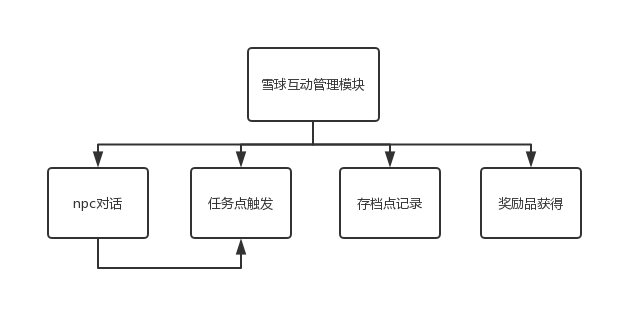 雪球互动管理模块
npc对话
任务点触发
存档点记录
奖励品获得